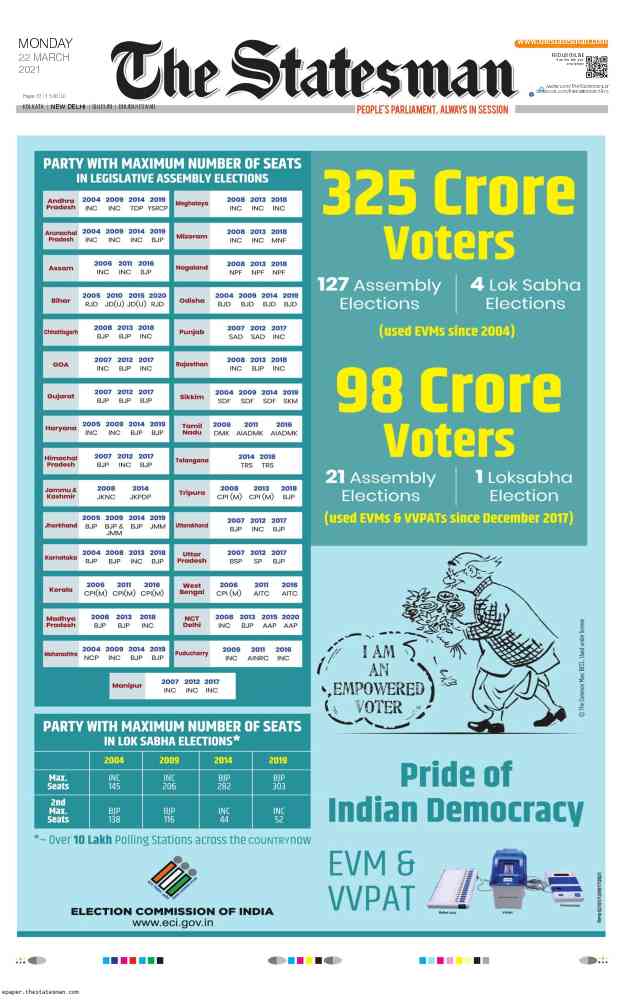 MONDAY
22 MARCH
2021
The Statesman
www.thestatesman.com
KOLKATA | NEW DELHI | SILIGURI | BHUBANESWAR
PEOPLE'S PARLIAMENT, ALWAYS IN SESSION
PARTY WITH MAXIMUM NUMBER OF SEATS
IN LEGISLATIVE ASSEMBLY ELECTIONS
Andhra Pradesh 2004 2009 2014 2019
INC INC TDP YSRCP
Meghalaya 2008 2013 2018
INC INC INC
Arunachal Pradesh 2004 2009 2014 2019
INC INC INC BJP
Mizoram 2008 2013 2018
INC INC MNF
Assam 2006 2011 2016
INC INC BJP
Nagaland 2008 2013 2018
NPF NPF NPF
Bihar 2005 2010 2015 2020
RJD JD(U) JD(U) RJD
Odisha 2004 2009 2014 2019
BJD BJD BJD BJD
Chhattisgarh 2008 2013 2018
BJP BJP INC
Punjab 2007 2012 2017
SAD SAD INC
GOA 2007 2012 2017
INC BJP INC
Rajasthan 2008 2013 2018
INC BJP INC
Gujarat 2007 2012 2017
BJP BJP BJP
Sikkim 2004 2009 2014 2019
SDF SDF SDF SKM
Haryana 2005 2009 2014 2019
INC INC BJP BJP
Tamil Nadu 2006 2011 2016
DMK AIADMK AIADMK
Himachal Pradesh 2007 2012 2017
BJP INC BJP
Telangana 2014 2018
TRS TRS
Jammu & Kashmir 2008 2014
JKNC JKPDP
Tripura 2008 2013 2018
CPI (M) CPI (M) BJP
Jharkhand 2005 2009 2014 2019
BJP BJP & JMM BJP JMM
Uttarakhand 2007 2012 2017
BJP INC BJP
Karnataka 2004 2008 2013 2018
BJP BJP INC BJP
Uttar Pradesh 2007 2012 2017
BSP SP BJP
Kerala 2006 2011 2016
CPI(M) CPI(M) CPI(M)
West Bengal 2006 2011 2016
CPI (M) AITC AITC
Madhya Pradesh 2008 2013 2018
BJP BJP INC
NCT Delhi 2008 2013 2015 2020
INC BJP AAP AAP
Maharashtra 2004 2009 2014 2019
NCP INC BJP BJP
Puducherry 2006 2011 2016
INC AINRC INC
Manipur 2007 2012 2017
INC INC INC
PARTY WITH MAXIMUM NUMBER OF SEATS
IN LOK SABHA ELECTIONS*
2004 2009 2014 2019
Max. Seats INC 145 INC 206 BJP 282 BJP 303
2nd Max. Seats BJP 138 BJP 116 INC 44 INC 52
*~ Over 10 Lakh Polling Stations across the COUNTRY now
ELECTION COMMISSION OF INDIA
www.eci.gov.in
325 Crore
Voters
127 Assembly Elections
4 Lok Sabha Elections
(used EVMs since 2004)
98 Crore
Voters
21 Assembly Elections
1 Loksabha Election
(used EVMs & VVPATs since December 2017)
I AM
AN
EMPOWERED
VOTER
Pride of
Indian Democracy
EVM &
VVPAT
epaper.thestatesman.com